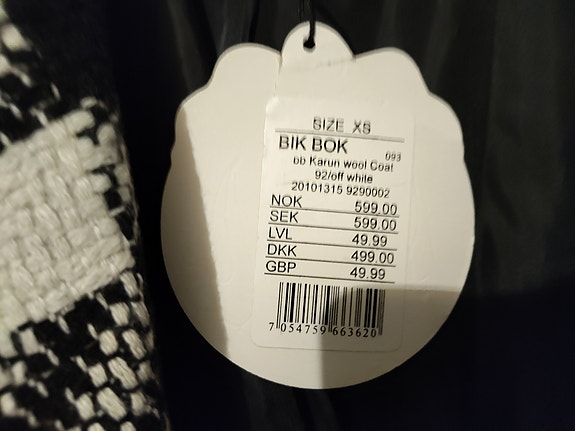 SIZE XS
BIK BOK 093
bb Karun wool Coat
92/off white
20101315 9290002
NOK 599.00
SEK 599.00
LVL 49.99
DKK 499.00
GBP 49.99
7 054759 663620